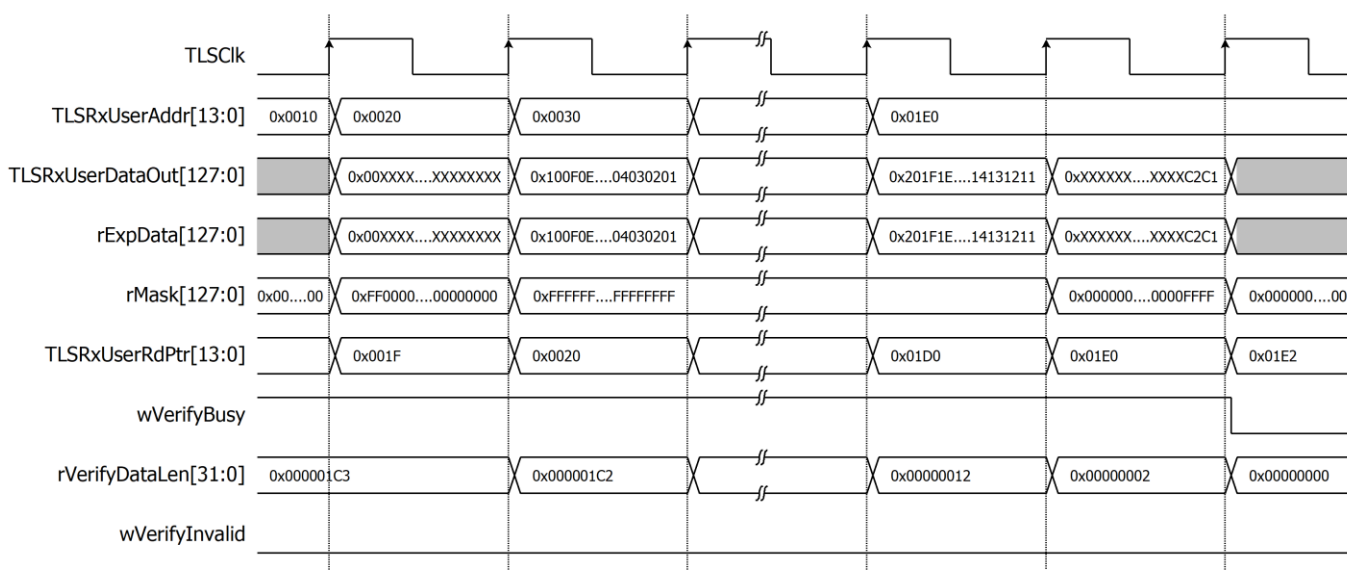 TLSClk
TLSRxUserAddr[13:0] 0x0010 0x0020 0x0030 0x01E0
TLSRxUserDataOut[127:0] 0x00XXXX....XXXXXXXX 0x100F0E....04030201 0x201F1E....14131211 0xXXXXXX....XXXXC2C1
rExpData[127:0] 0x00XXXX....XXXXXXXX 0x100F0E....04030201 0x201F1E....14131211 0xXXXXXX....XXXXC2C1
rMask[127:0] 0x00....00 0xFF0000....00000000 0xFFFFFF....FFFFFFFF 0x000000....0000FFFF 0x000000....00
TLSRxUserRdPtr[13:0] 0x001F 0x0020 0x01D0 0x01E0 0x01E2
wVerifyBusy
rVerifyDataLen[31:0] 0x000001C3 0x000001C2 0x00000012 0x00000002 0x00000000
wVerifyInvalid